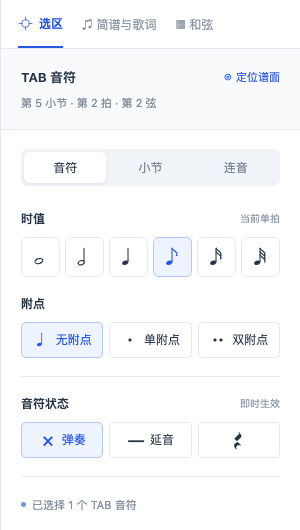 选区 简谱与歌词 和弦
TAB 音符 定位谱面
第 5 小节 · 第 2 拍 · 第 2 弦
音符 小节 连音
时值 当前单拍
附点
无附点 单附点 双附点
音符状态 即时生效
弹奏 延音
已选择 1 个 TAB 音符